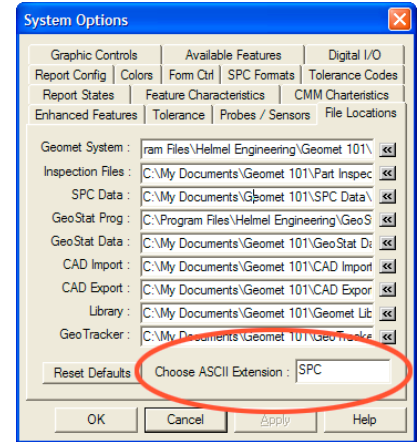 System Options
Graphic Controls Available Features Digital I/O
Report Config Colors Form Ctrl SPC Formats Tolerance Codes
Report States Feature Characteristics CMM Charteristics
Enhanced Features Tolerance Probes / Sensors File Locations
Geomet System : ram Files\Helmel Engineering\Geomet 101\ <<
Inspection Files : C:\My Documents\Geomet 101\Part Inspec <<
SPC Data : C:\My Documents\Geomet 101\SPC Data\ <<
GeoStat Prog : C:\Program Files\Helmel Engineering\GeoS <<
GeoStat Data : C:\My Documents\Geomet 101\GeoStat Da <<
CAD Import : C:\My Documents\Geomet 101\CAD Import <<
CAD Export : C:\My Documents\Geomet 101\CAD Expor <<
Library : C:\My Documents\Geomet 101\Geomet Lib <<
GeoTracker : C:\My Documents\Geomet 101\GeoTracke <<
Reset Defaults Choose ASCII Extension : SPC
OK Cancel Apply Help